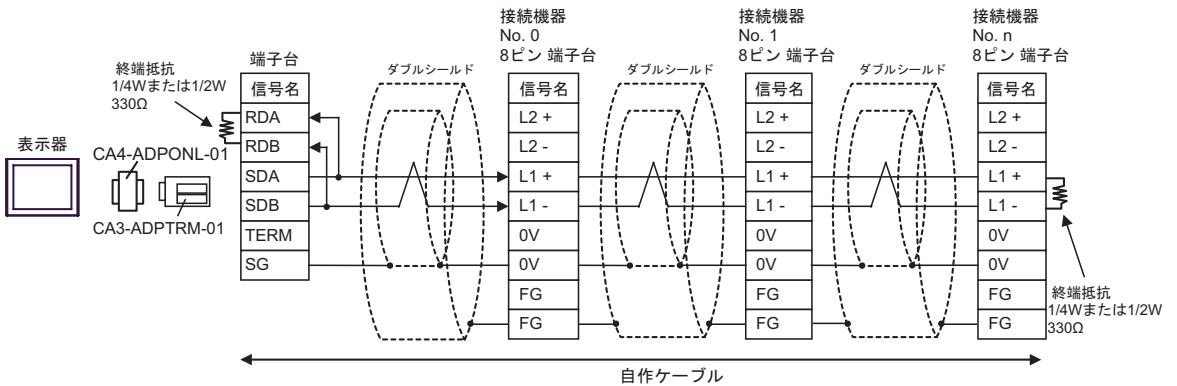 接続機器
No. 0
8ピン 端子台
接続機器
No. 1
8ピン 端子台
接続機器
No. n
8ピン 端子台
端子台
ダブルシールド
ダブルシールド
ダブルシールド
終端抵抗
1/4Wまたは1/2W
330Ω
表示器
CA4-ADPONL-01
CA3-ADPTRM-01
信号名
RDA
RDB
SDA
SDB
TERM
SG
信号名
L2 +
L2 -
L1 +
L1 -
0V
0V
FG
FG
信号名
L2 +
L2 -
L1 +
L1 -
0V
0V
FG
FG
信号名
L2 +
L2 -
L1 +
L1 -
0V
0V
FG
FG
終端抵抗
1/4Wまたは1/2W
330Ω
自作ケーブル